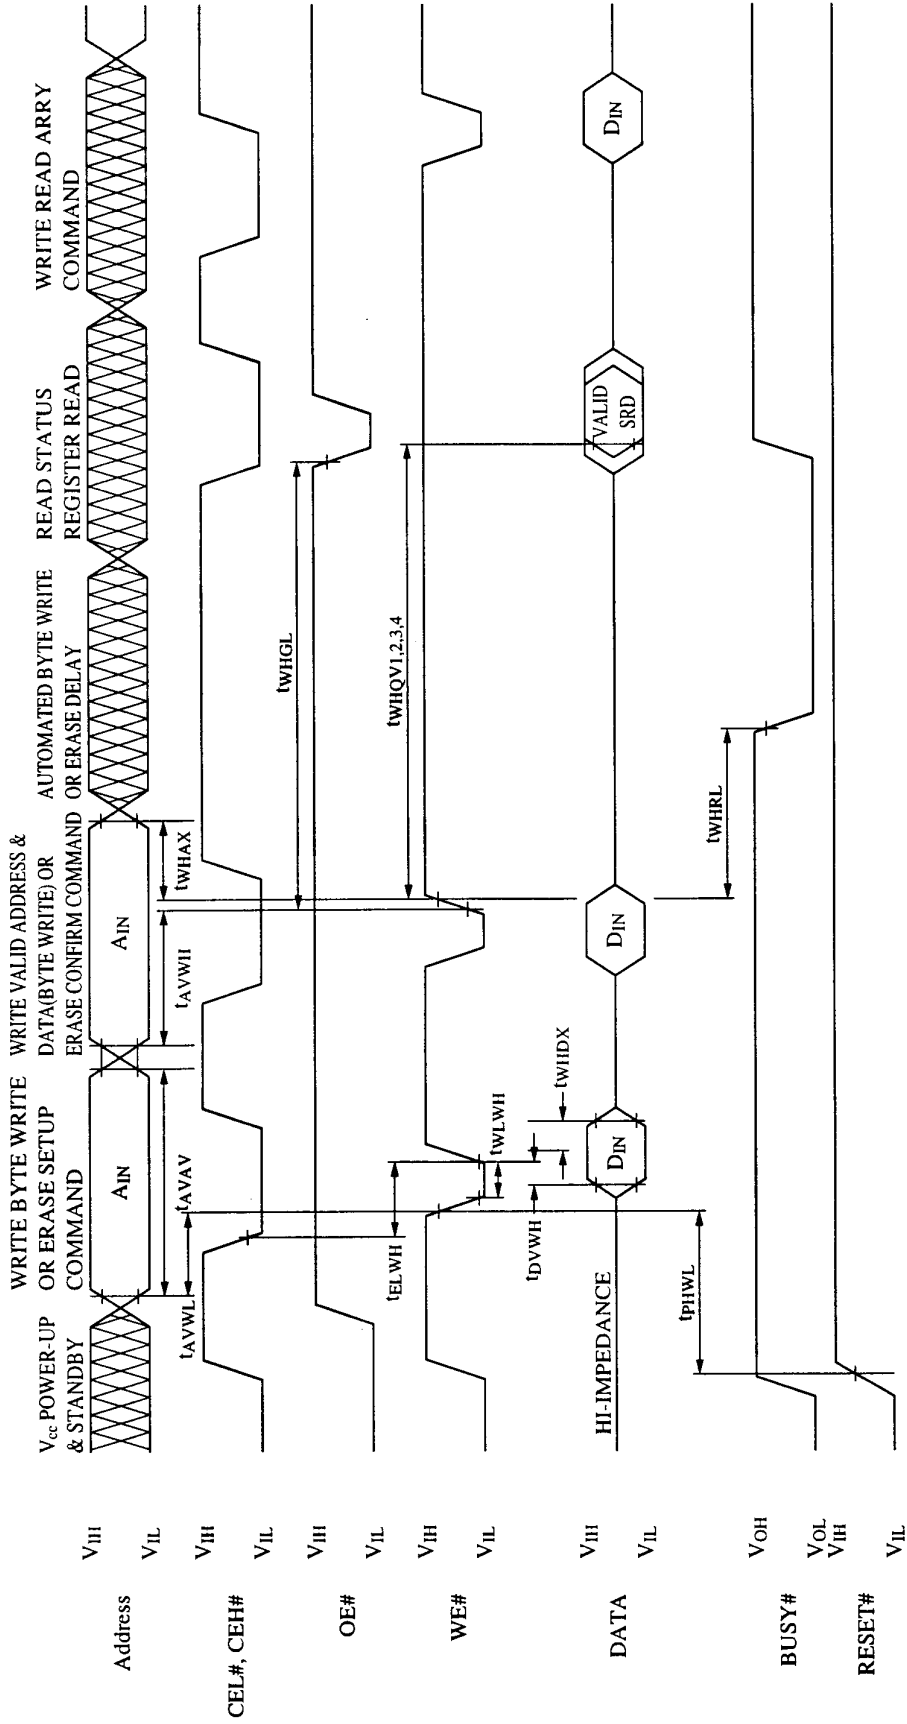 Vcc POWER-UP
& STANDBY
WRITE BYTE WRITE
OR ERASE SETUP
COMMAND
WRITE VALID ADDRESS &
DATA(BYTE WRITE) OR
ERASE CONFIRM COMMAND
AUTOMATED BYTE WRITE
OR ERASE DELAY
READ STATUS
REGISTER READ
WRITE READ ARRY
COMMAND
Address
VIH
VIL
AIN
AIN
tAVWL
tAVAV
tAVWH
tWHAX
CEL#, CEH#
VIH
VIL
OE#
VIH
VIL
tWHGL
WE#
VIH
VIL
tELWH
tWLWH
tWHQV1,2,3,4
tDVWH
tWHDX
DATA
VIH
VIL
HI-IMPEDANCE
DIN
DIN
VALID
SRD
DIN
tPHWL
tWHRL
BUSY#
VOH
VOL
RESET#
VIH
VIL